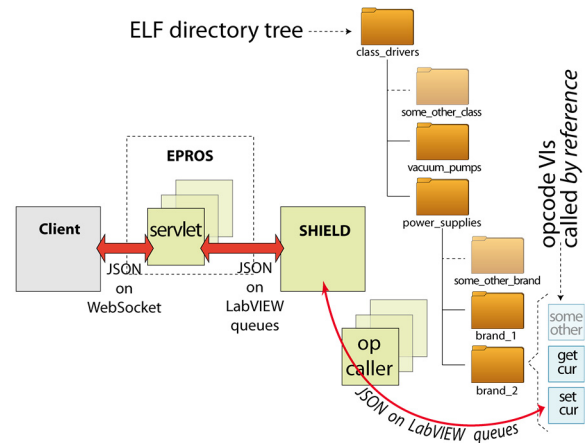 ELF directory tree
class_drivers
some_other_class
EPROS
vacuum_pumps
Client
servlet
SHIELD
power_supplies
JSON
on
WebSocket
JSON
on
LabVIEW
queues
some_other_brand
op
caller
brand_1
brand_2
opcode VIs
called by reference
some
other
get
cur
set
cur
JSON on LabVIEW queues